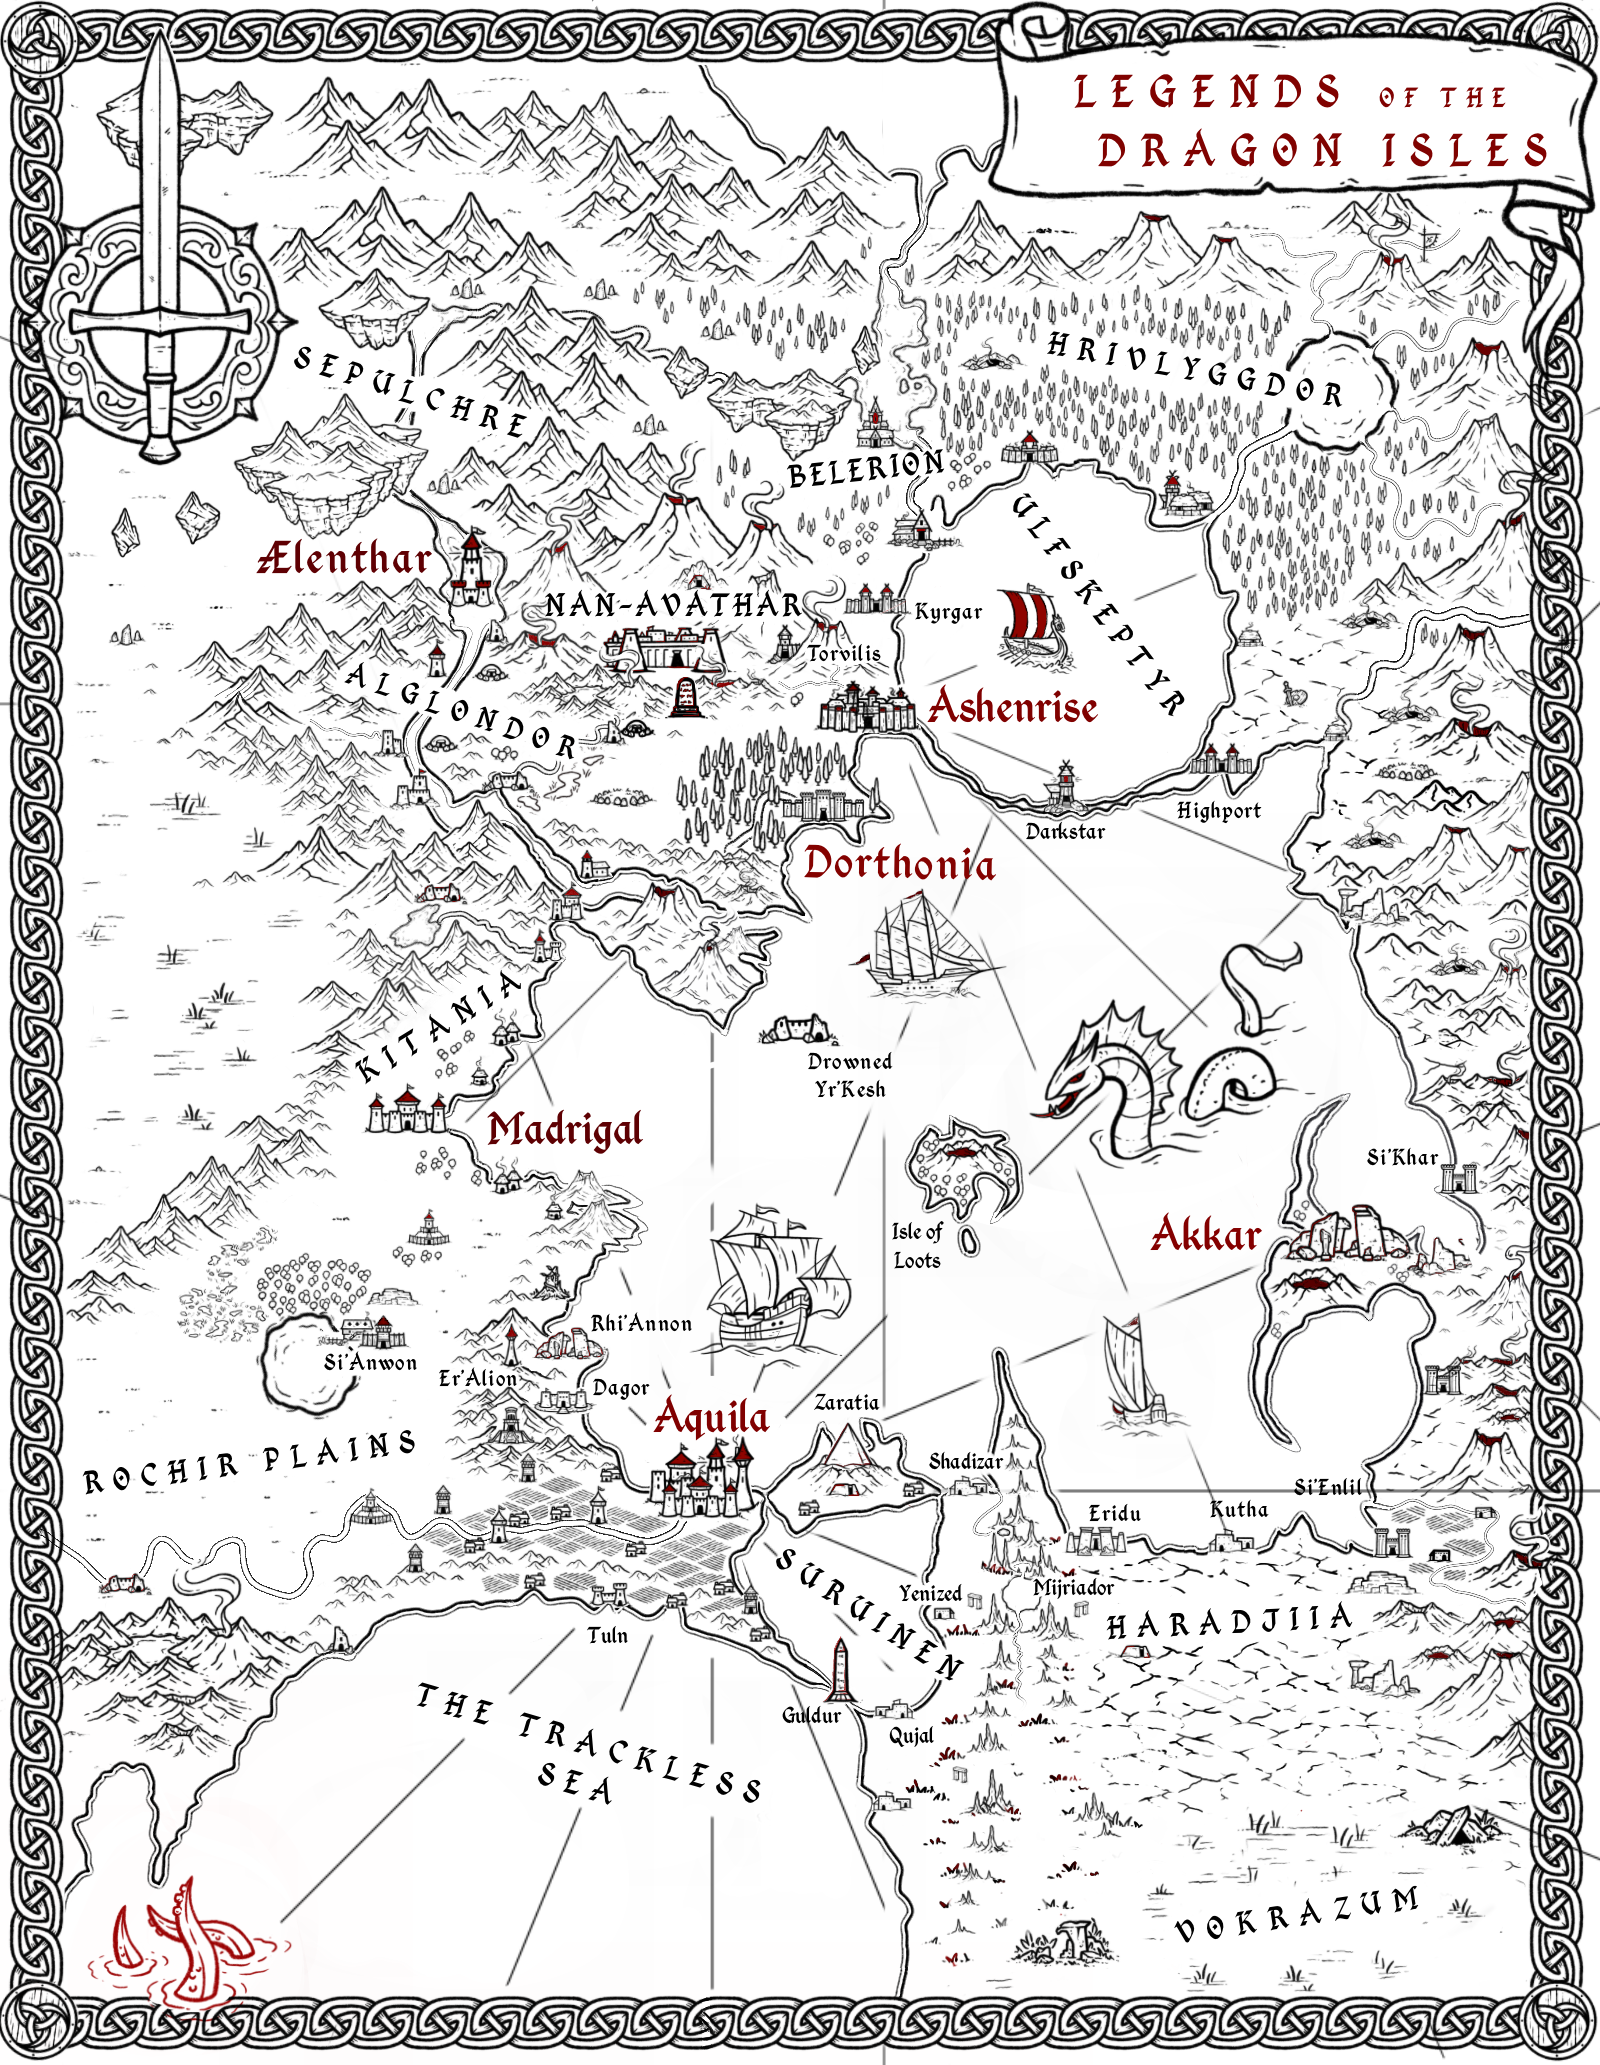 LEGENDS OF THE
DRAGON ISLES
SEPULCHRE
HRIVLYGGDOR
BELERION
ULFSKEPTYR
Ælenthar
NAN-AVATHAR
Kyrgar
Torvilis
ALGLONDOR
Ashenrise
Highport
Darkstar
Dorthonia
KITANIA
Drowned
Yr'Kesh
Madrigal
Si'Khar
Isle of
Loots
Akkar
Rhi'Annon
Si'Anwon
Er'Alion
Dagor
Zaratia
Aquila
ROCHIR PLAINS
Shadizar
Si'Enlil
Eridu
Kutha
SURUINEN
Yenized
Mijriador
HARADJIIA
Tuln
THE TRACKLESS
SEA
Guldur
Qujal
VOKRAZUM